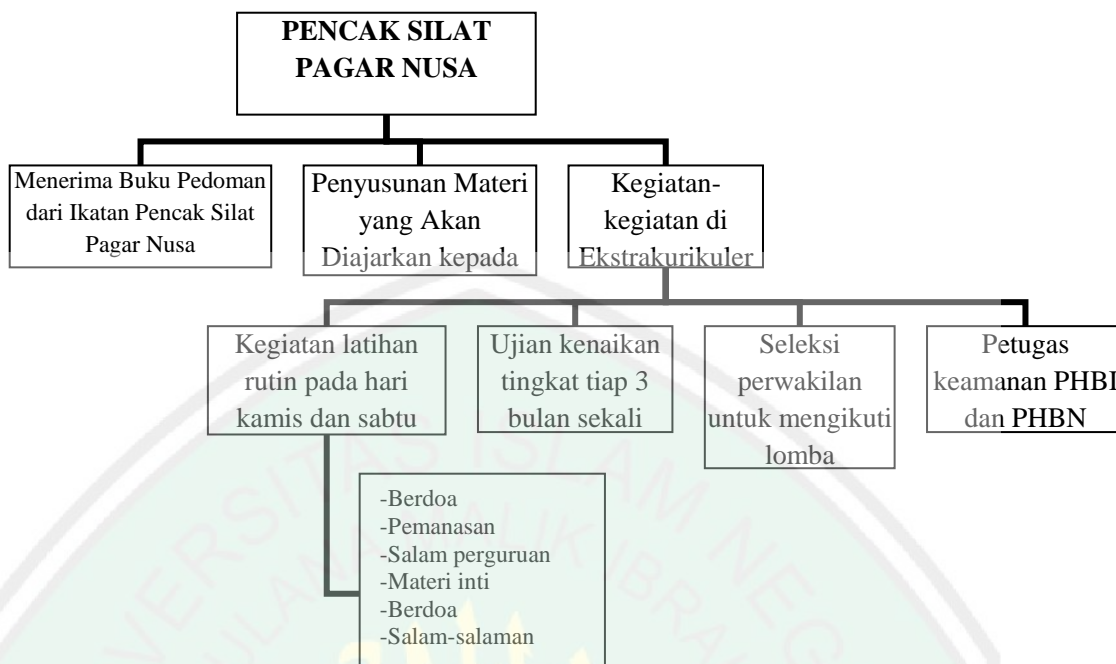 PENCAK SILAT
PAGAR NUSA
Menerima Buku Pedoman
dari Ikatan Pencak Silat
Pagar Nusa
Penyusunan Materi
yang Akan
Diajarkan kepada
Kegiatan-
kegiatan di
Ekstrakurikuler
Kegiatan latihan
rutin pada hari
kamis dan sabtu
Ujian kenaikan
tingkat tiap 3
bulan sekali
Seleksi
perwakilan
untuk mengikuti
lomba
Petugas
keamanan PHBI
dan PHBN
-Berdoa
-Pemanasan
-Salam perguruan
-Materi inti
-Berdoa
-Salam-salaman